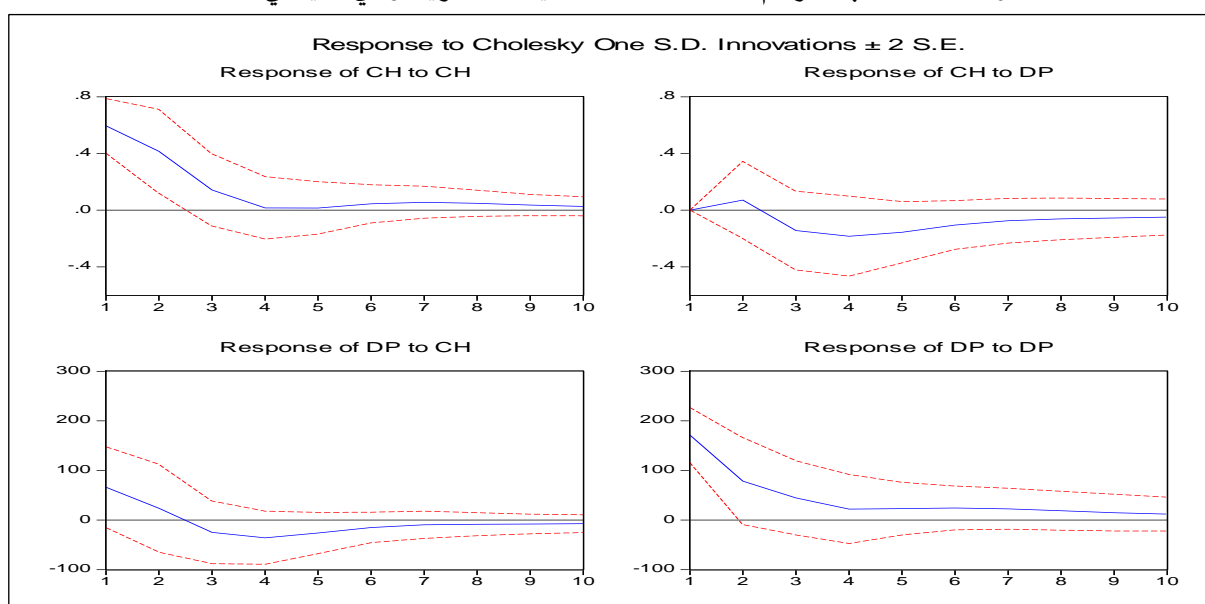 Response to Cholesky One S.D. Innovations ± 2 S.E.
Response of CH to CH
.8
.4
.0
-.4
1 2 3 4 5 6 7 8 9 10
Response of CH to DP
.8
.4
.0
-.4
1 2 3 4 5 6 7 8 9 10
Response of DP to CH
300
200
100
0
-100
1 2 3 4 5 6 7 8 9 10
Response of DP to DP
300
200
100
0
-100
1 2 3 4 5 6 7 8 9 10